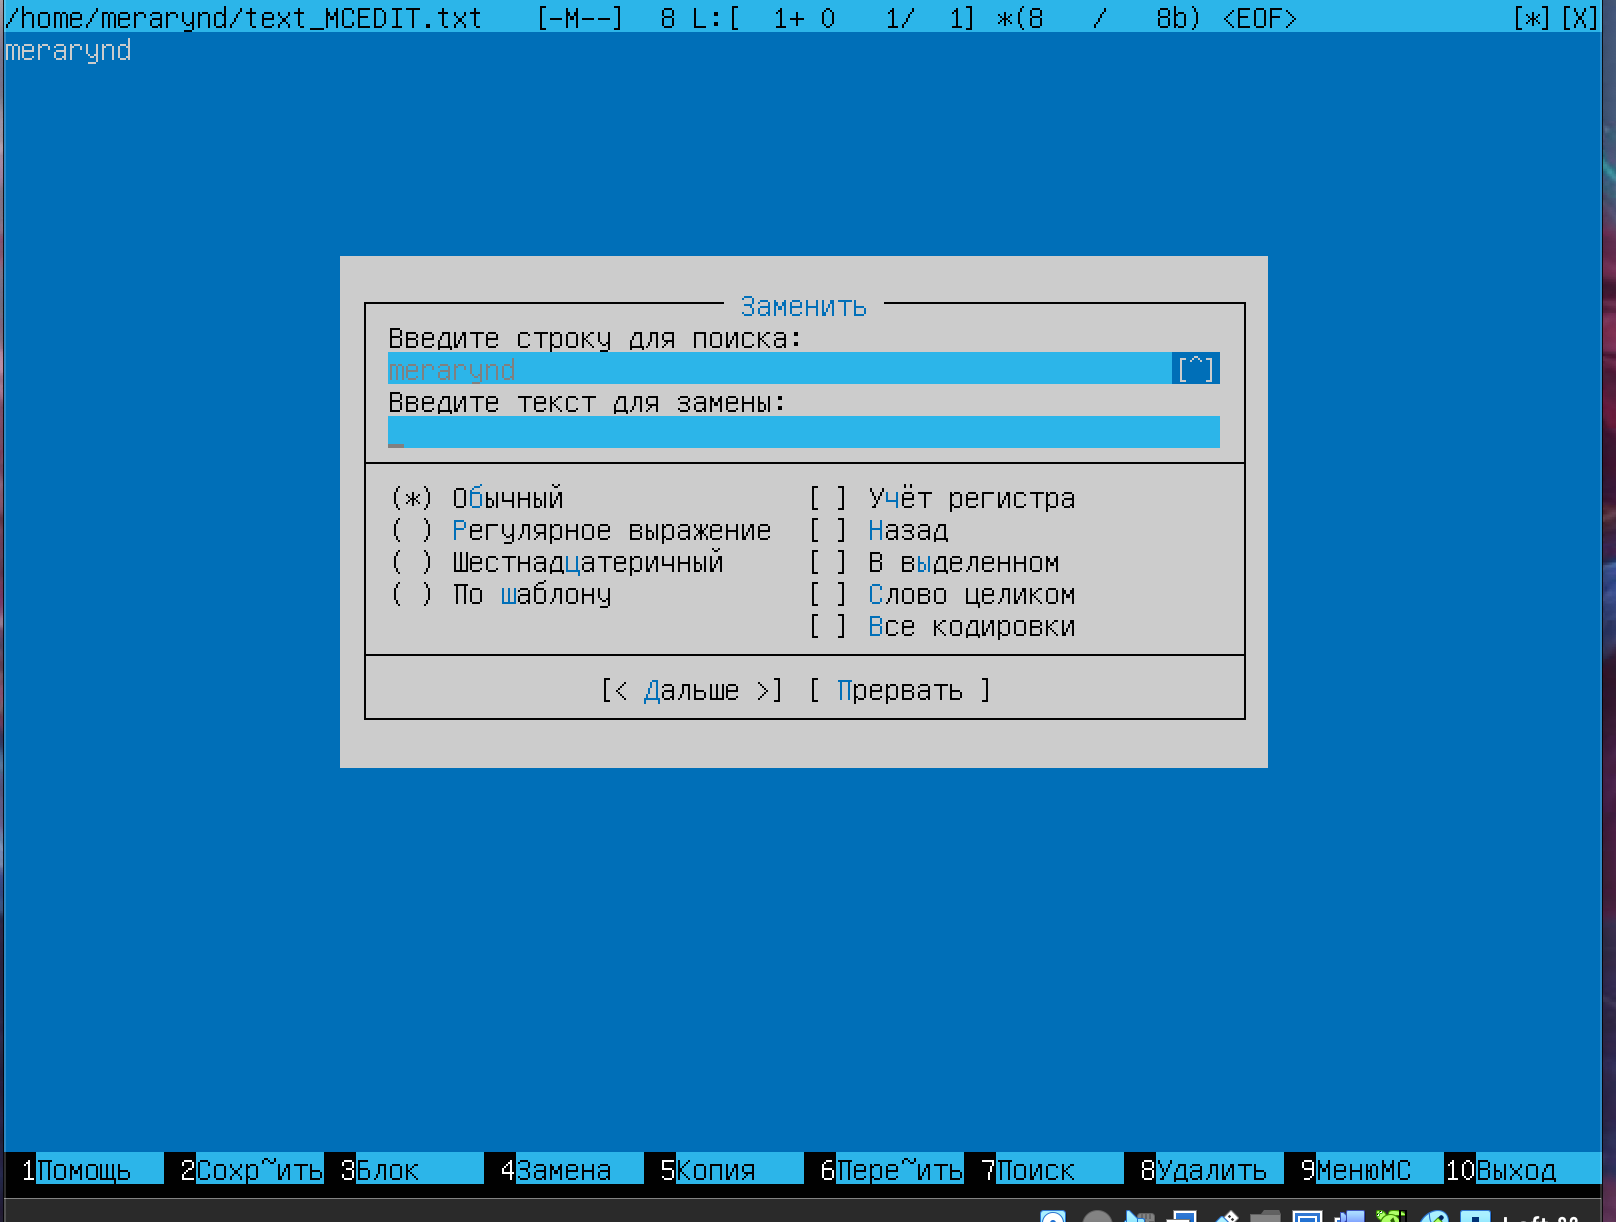 /home/merarynd/text_MCEDIT.txt [-M--] 8 L:[ 1+ 0 1/ 1] *(8 / 8b) <EOF> [*][X]
merarynd
Заменить
Введите строку для поиска:
merarynd [^]
Введите текст для замены:
(*) Обычный [ ] Учёт регистра
( ) Регулярное выражение [ ] Назад
( ) Шестнадцатеричный [ ] В выделенном
( ) По шаблону [ ] Слово целиком
[ ] Все кодировки
[< Дальше >] [ Прервать ]
1Помощь 2Сохр~ить 3Блок 4Замена 5Копия 6Пере~ить 7Поиск 8Удалить 9МенюМС 10Выход